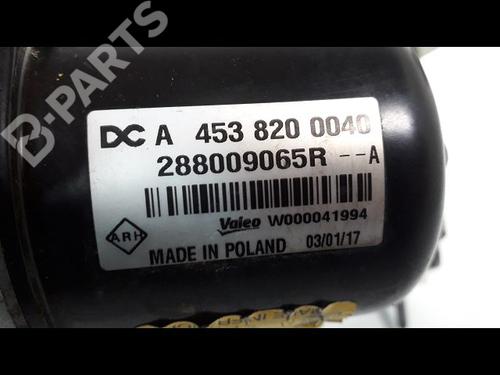 B-PARTS
DC A 453 820 0040
288009065R --A
ARH
Valeo W000041994
MADE IN POLAND 03/01/17